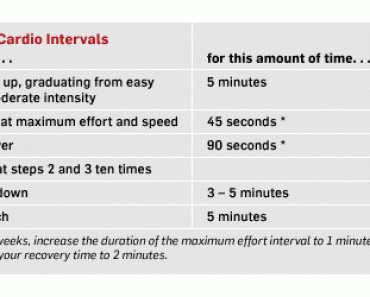 Cardio Intervals
. . . for this amount of time. . .
up, graduating from easy 5 minutes
derate intensity
at maximum effort and speed 45 seconds *
ver 90 seconds *
t steps 2 and 3 ten times
down 3 – 5 minutes
ch 5 minutes
weeks, increase the duration of the maximum effort interval to 1 minute
your recovery time to 2 minutes.